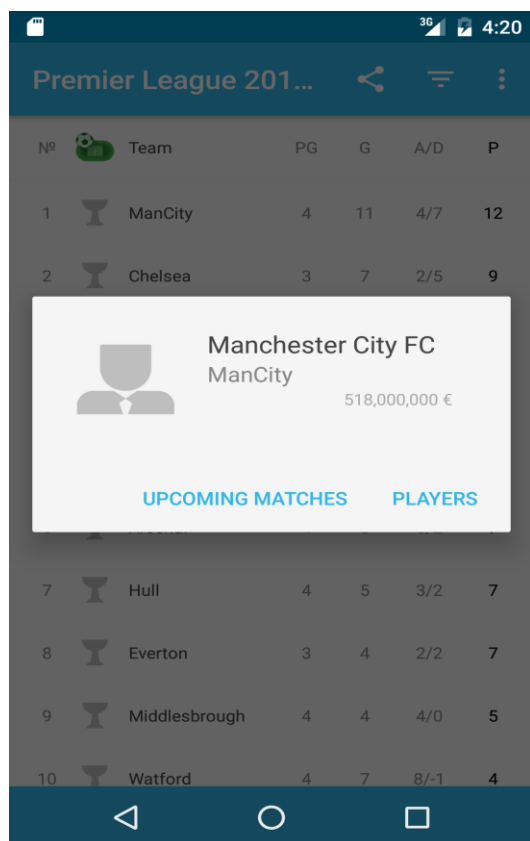 3G 4:20
Premier League 201...
Nº Team PG G A/D P
1 ManCity 4 11 4/7 12
2 Chelsea 3 7 2/5 9
Manchester City FC
ManCity
518,000,000 €
UPCOMING MATCHES PLAYERS
7 Hull 4 5 3/2 7
8 Everton 3 4 2/2 7
9 Middlesbrough 4 4 4/0 5
10 Watford 4 7 8/-1 4